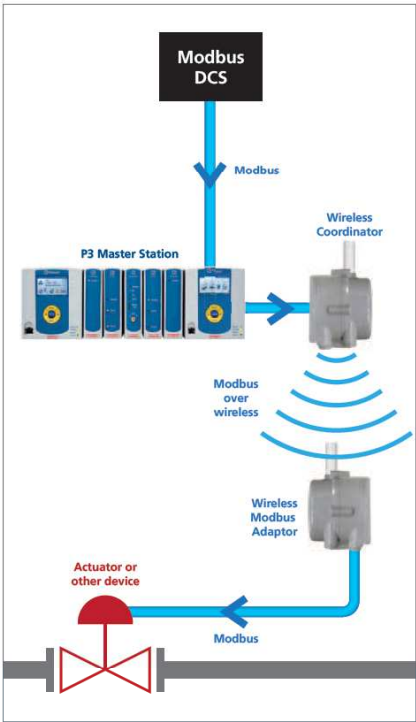 Modbus
DCS
Modbus
Wireless
Coordinator
P3 Master Station
Modbus
over
wireless
Wireless
Modbus
Adaptor
Actuator or
other device
Modbus